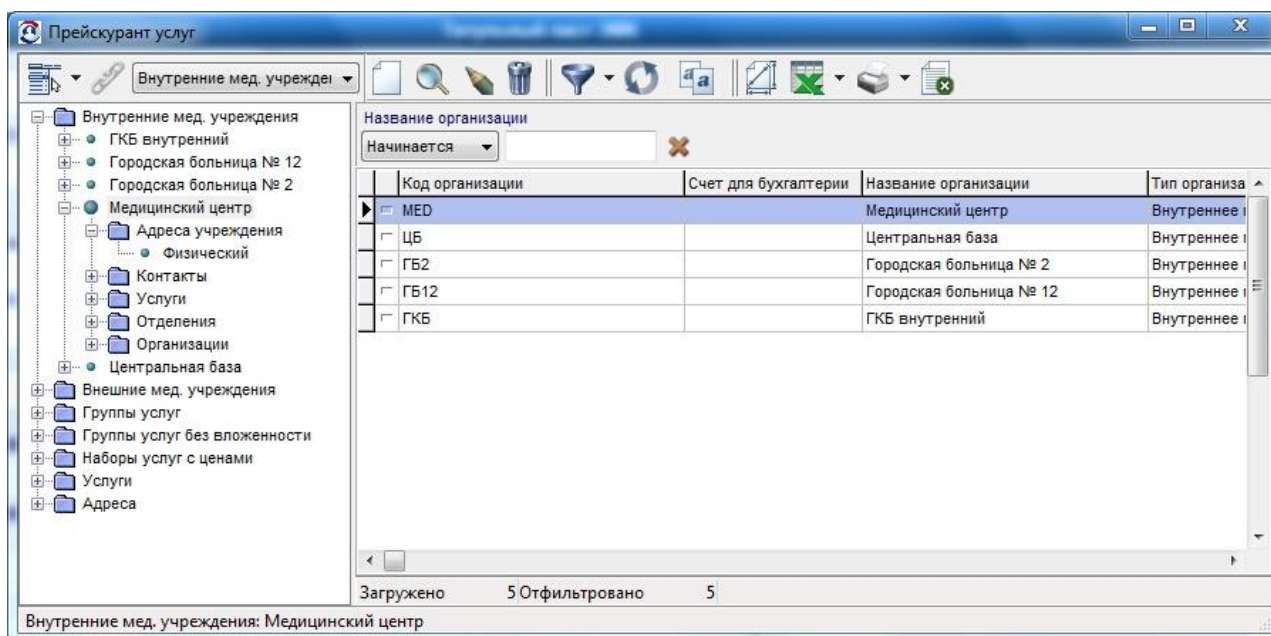 Прейскурант услуг
Внутренние мед. учрежде
Внутренние мед. учреждения
ГКБ внутренний
Городская больница № 12
Городская больница № 2
Медицинский центр
Адреса учреждения
Физический
Контакты
Услуги
Отделения
Организации
Центральная база
Внешние мед. учреждения
Группы услуг
Группы услуг без вложенности
Наборы услуг с ценами
Услуги
Адреса
Название организации
Начинается
Код организации Счет для бухгалтерии Название организации Тип организа
MED Медицинский центр Внутреннее
ЦБ Центральная база Внутреннее
ГБ2 Городская больница № 2 Внутреннее
ГБ12 Городская больница № 12 Внутреннее
ГКБ ГКБ внутренний Внутреннее
Загружено 5 Отфильтровано 5
Внутренние мед. учреждения: Медицинский центр